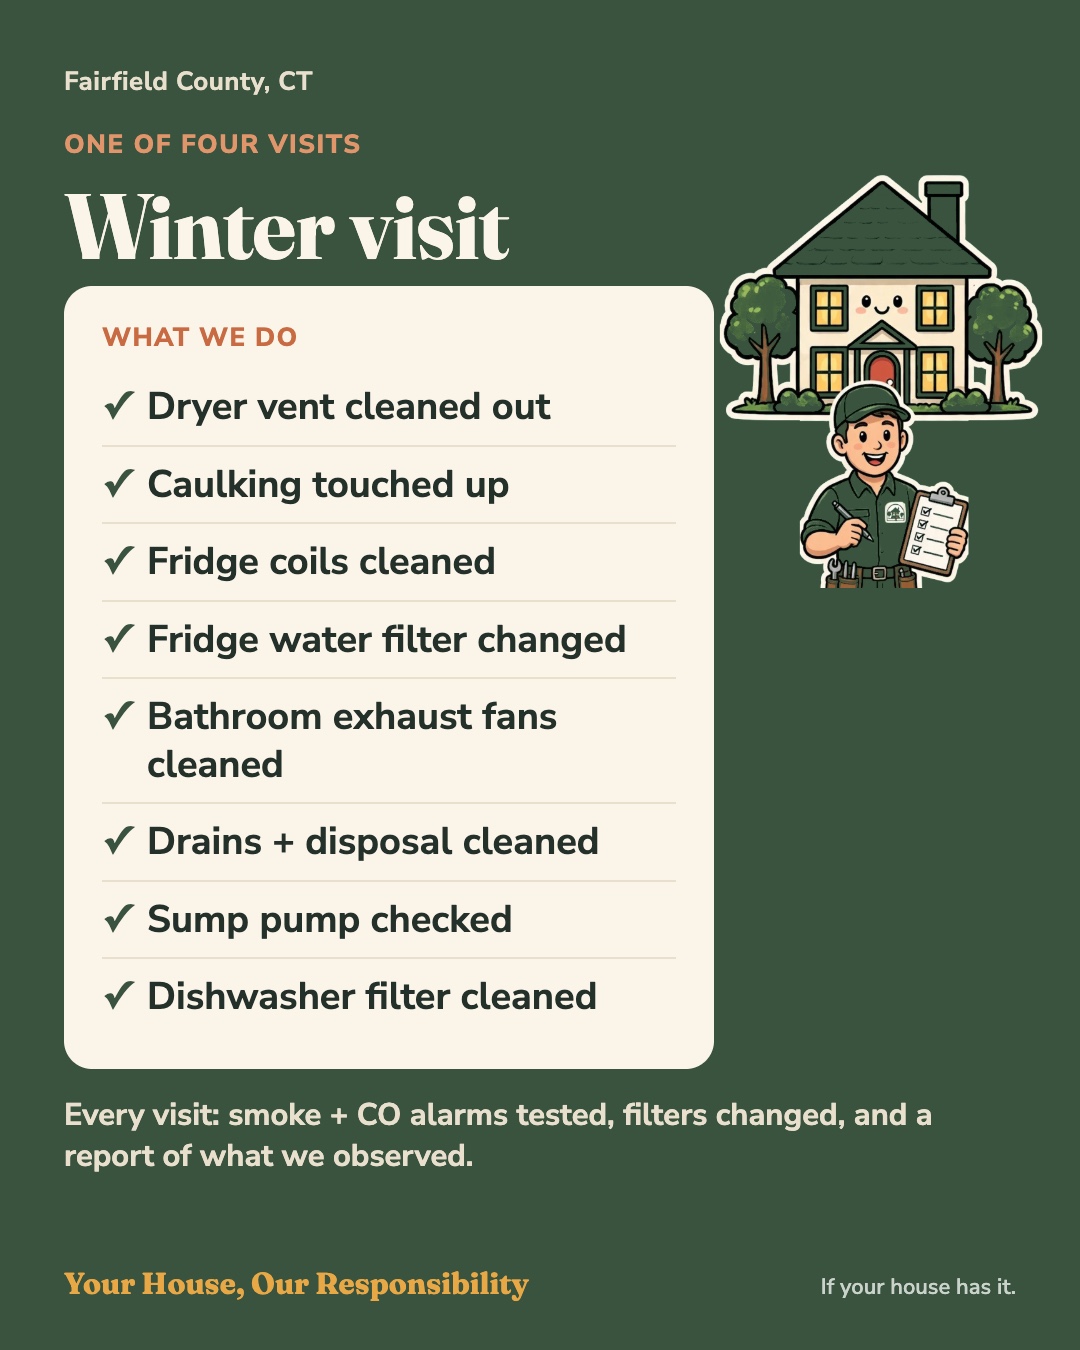 Fairfield County, CT
ONE OF FOUR VISITS
Winter visit
WHAT WE DO
✓ Dryer vent cleaned out
✓ Caulking touched up
✓ Fridge coils cleaned
✓ Fridge water filter changed
✓ Bathroom exhaust fans
cleaned
✓ Drains + disposal cleaned
✓ Sump pump checked
✓ Dishwasher filter cleaned
Every visit: smoke + CO alarms tested, filters changed, and a
report of what we observed.
Your House, Our Responsibility
If your house has it.